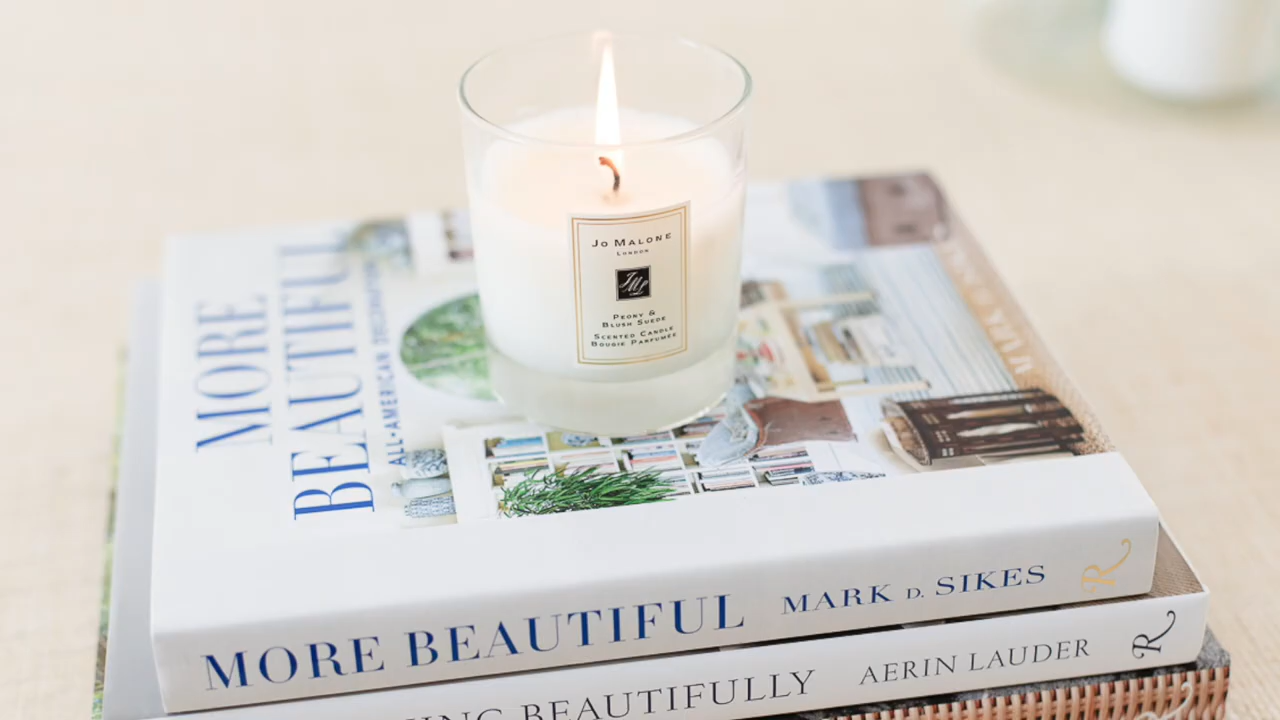 JO MALONE
LONDON
PEONY &
BLUSH SUEDE
SCENTED CANDLE
BOUGIE PARFUMÉE
MORE
BEAUTIFUL
ALL-AMERICAN
MORE BEAUTIFUL MARK D. SIKES R
BEAUTIFULLY AERIN LAUDER R